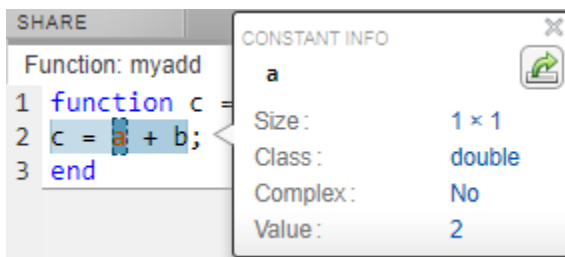 SHARE
Function: myadd
1 function c =
2 c = a + b;
3 end
CONSTANT INFO
a
Size: 1 × 1
Class: double
Complex: No
Value: 2